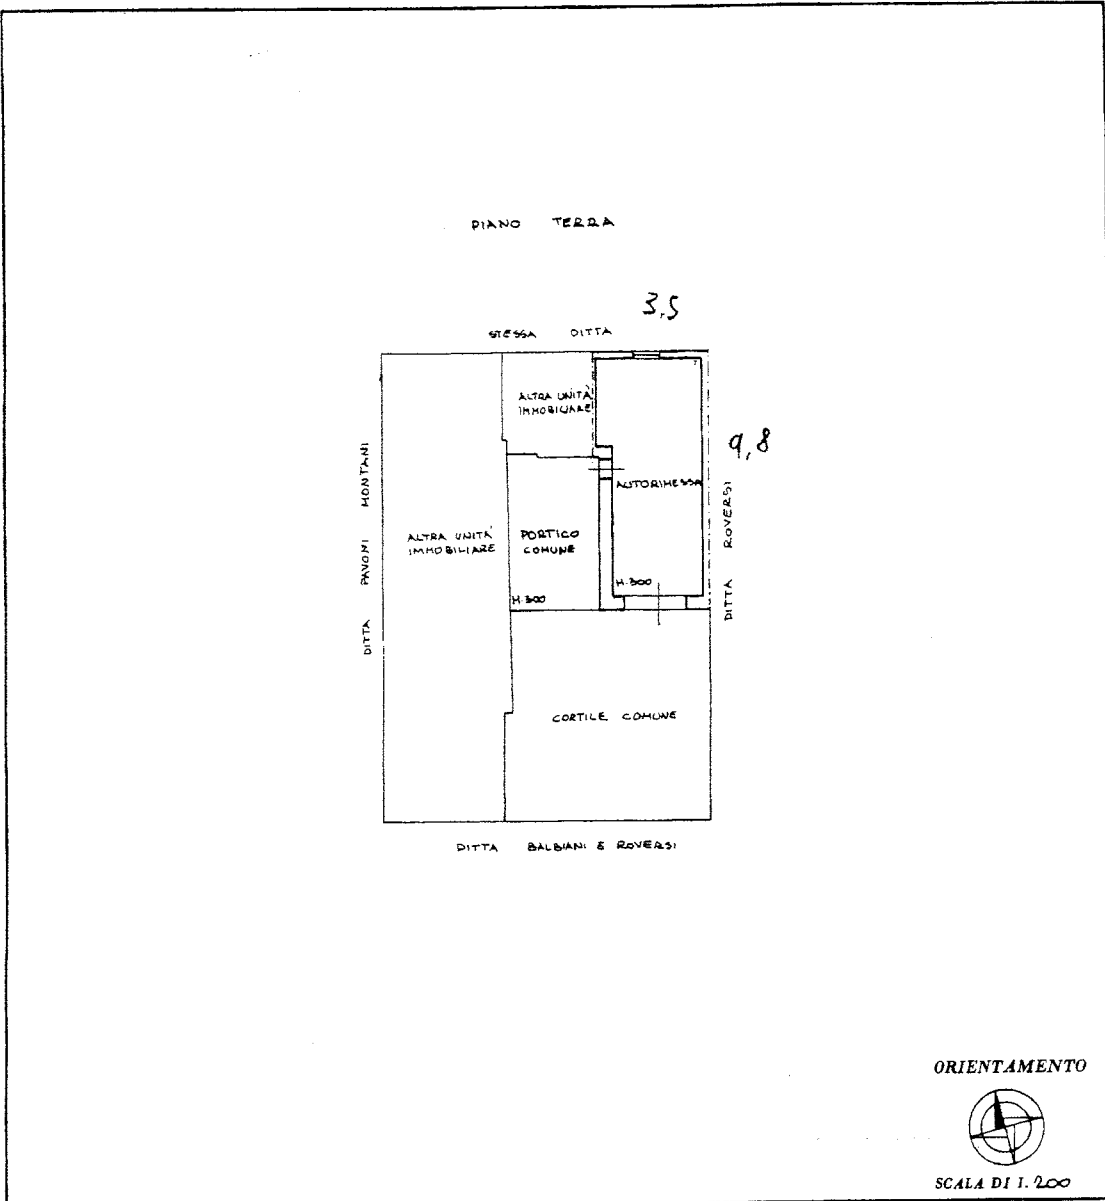 PIANO TERRA
3,5
STESSA DITTA
ALTRA UNITÀ
IMMOBILIARE
9,8
DITTA PAVONI MONTANI
AUTORIMESSA
DITTA ROVERSI
ALTRA UNITÀ
IMMOBILIARE
PORTICO
COMUNE
H. 300
H. 300
CORTILE COMUNE
DITTA BALBIANI E ROVERSI
ORIENTAMENTO
SCALA DI 1. 200